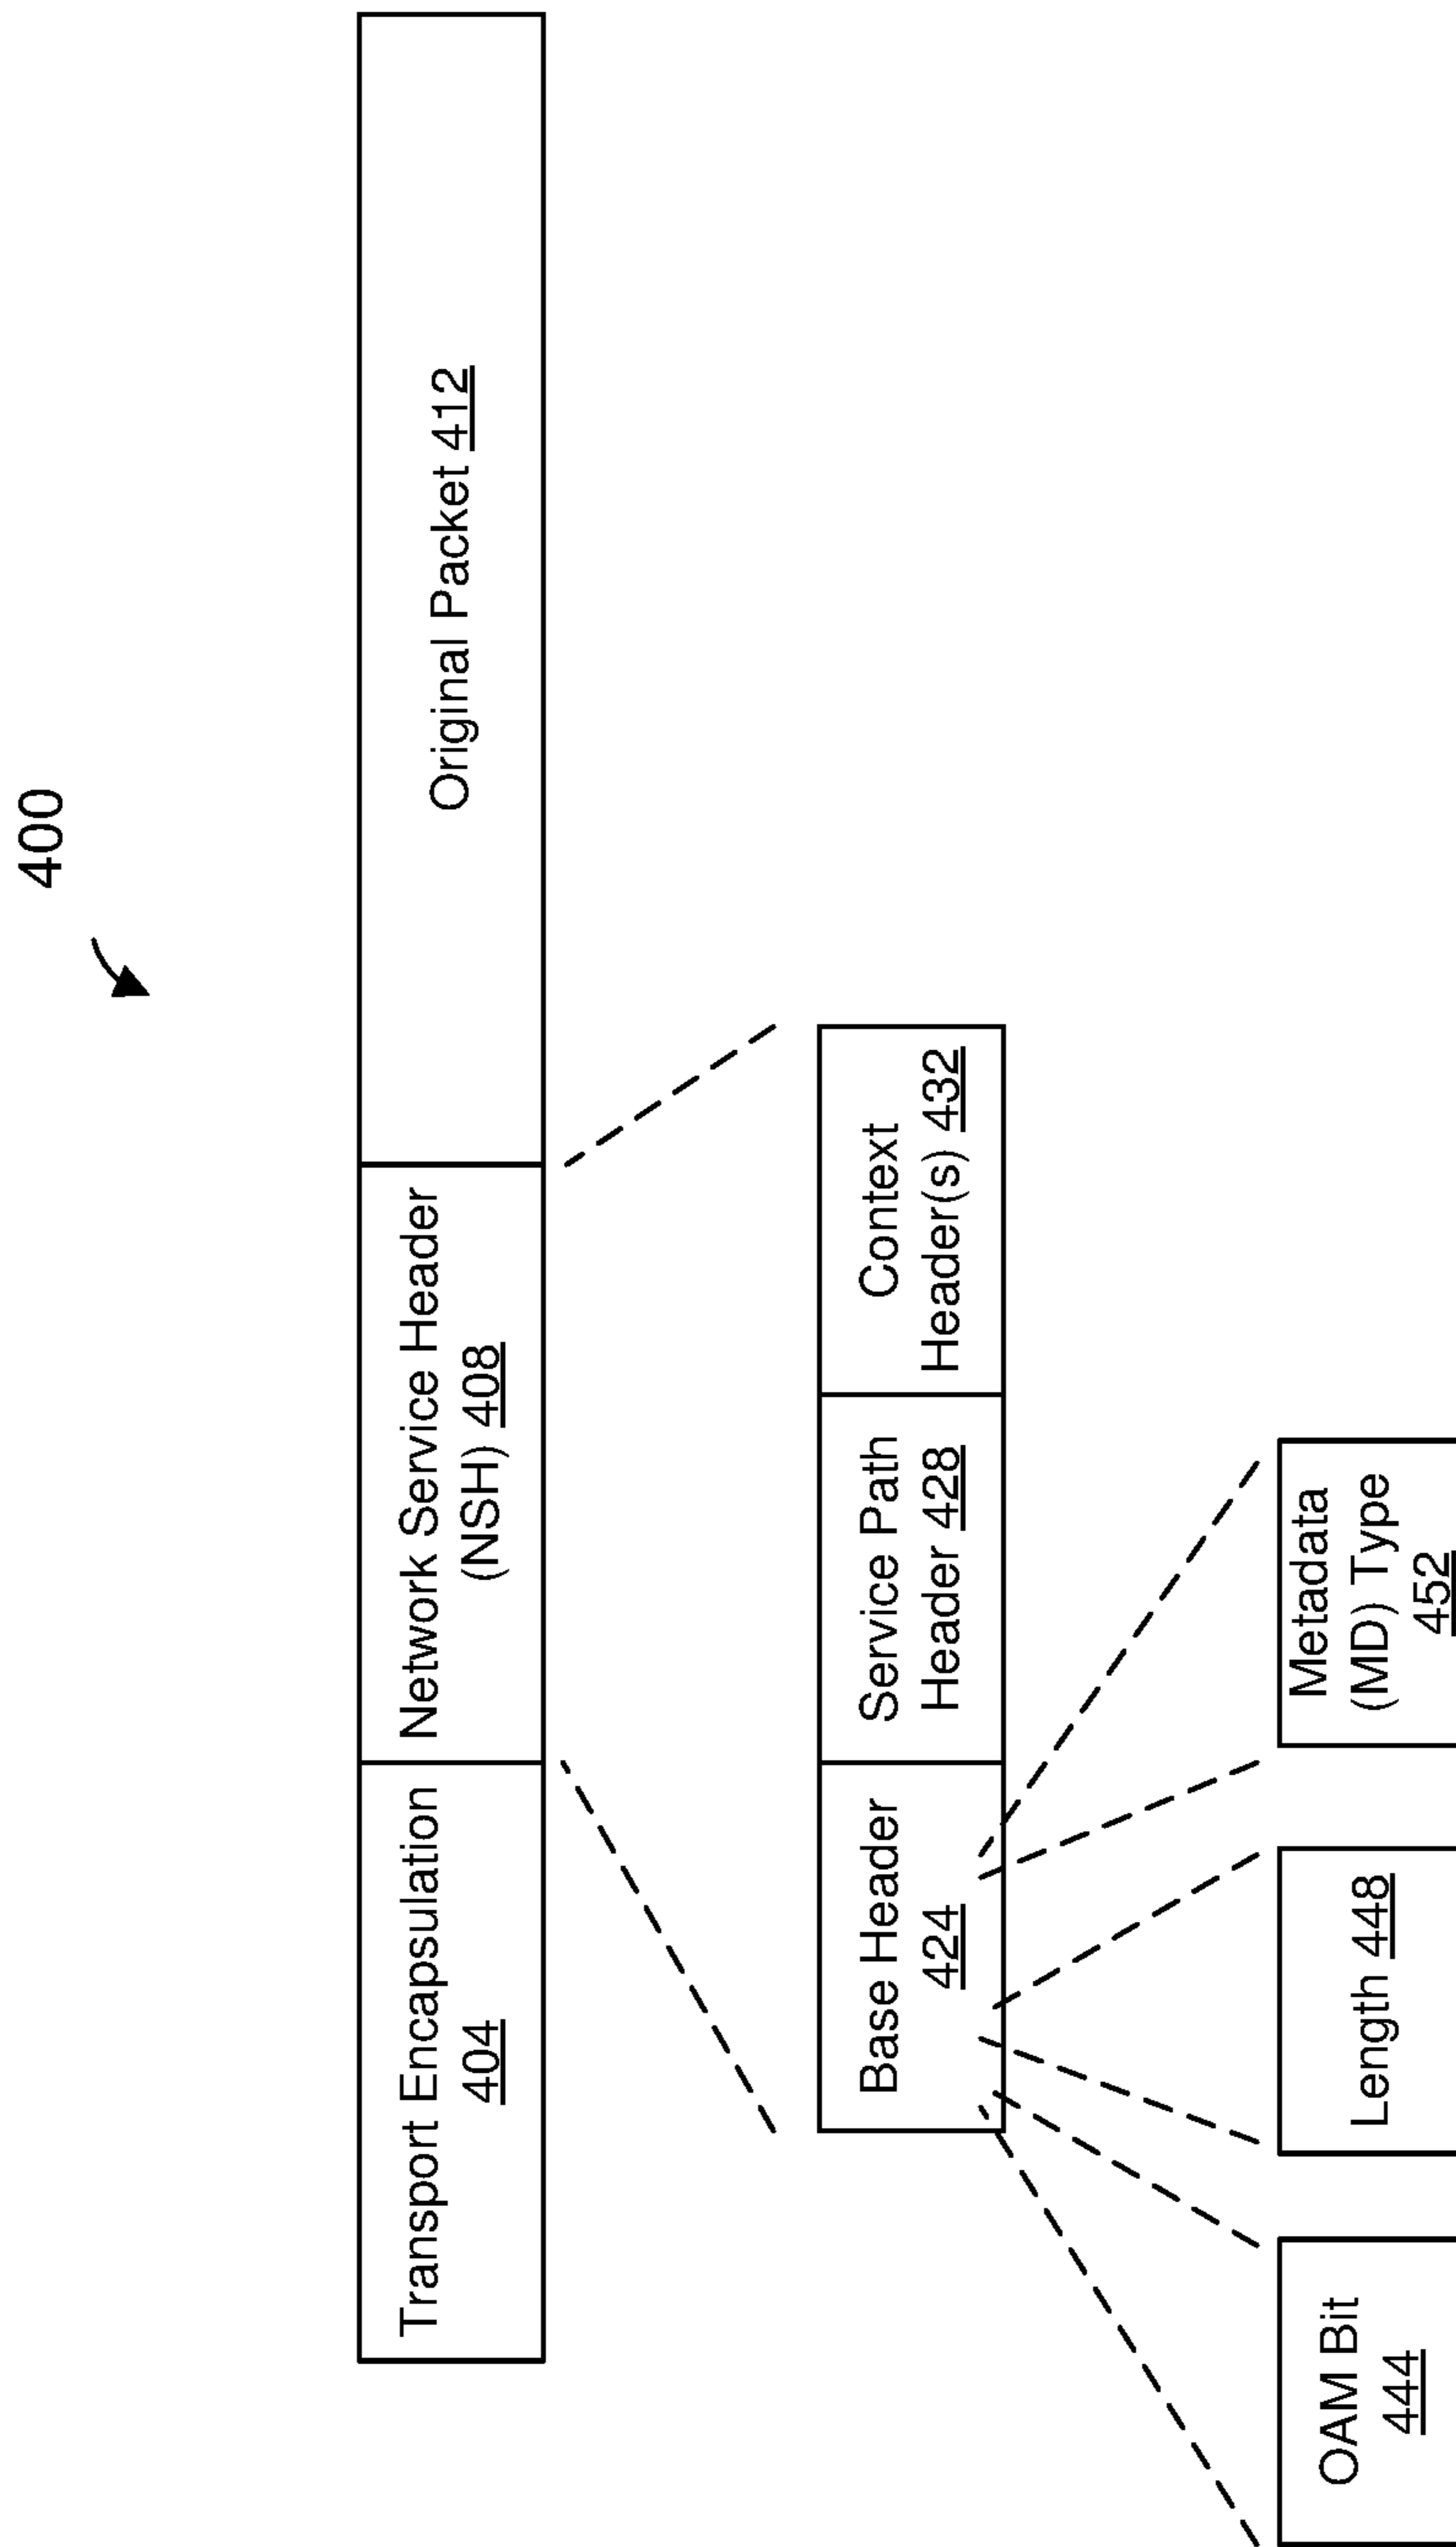 400
Transport Encapsulation
404
Network Service Header
(NSH) 408
Original Packet 412
Base Header
424
Service Path
Header 428
Context
Header(s) 432
OAM Bit
444
Length 448
Metadata
(MD) Type
452